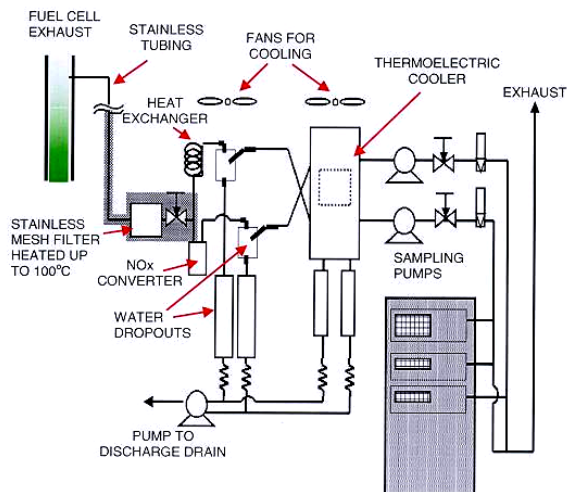 FUEL CELL
EXHAUST
STAINLESS
TUBING
FANS FOR
COOLING
THERMOELECTRIC
COOLER
EXHAUST
HEAT
EXCHANGER
STAINLESS
MESH FILTER
HEATED UP
TO 100°C
NOx
CONVERTER
SAMPLING
PUMPS
WATER
DROPOUTS
PUMP TO
DISCHARGE DRAIN